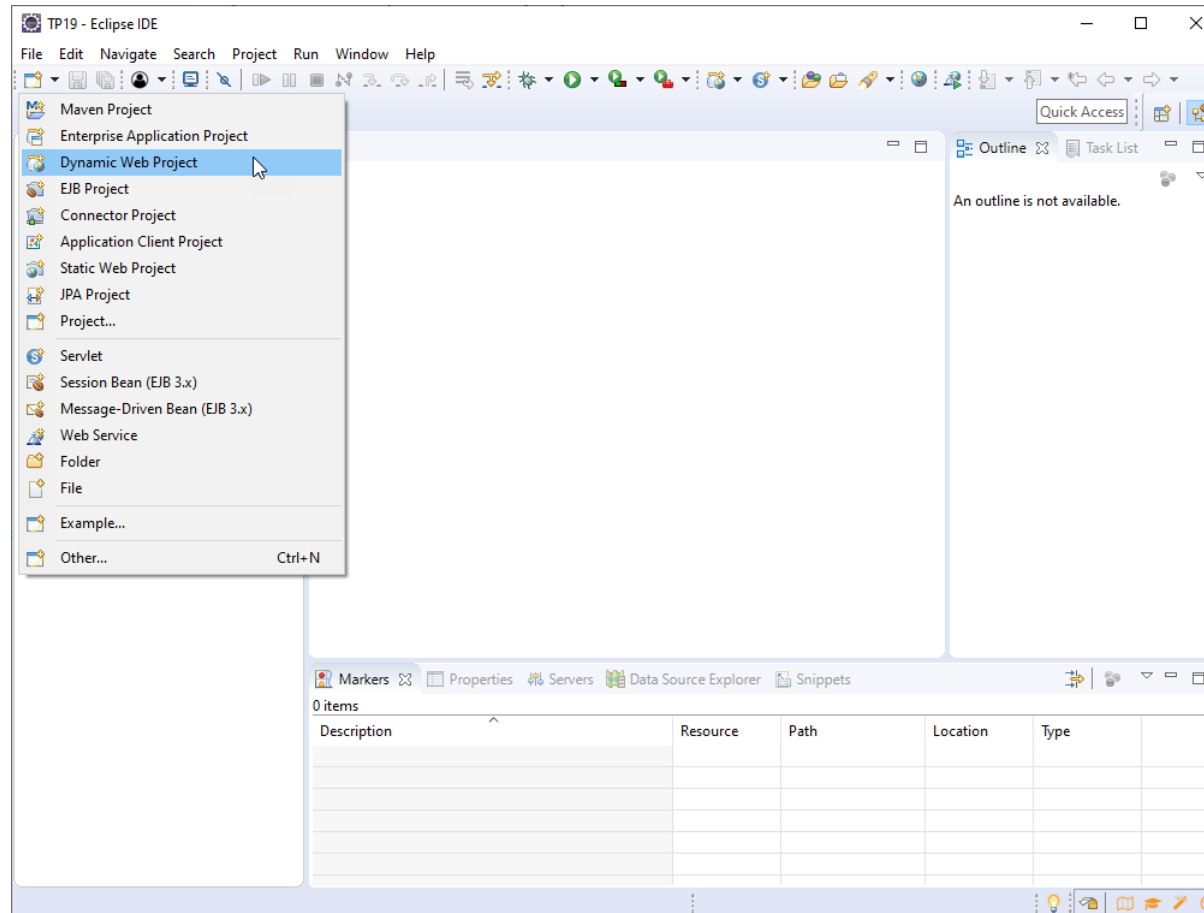 TP19 - Eclipse IDE
File Edit Navigate Search Project Run Window Help
Quick Access
Maven Project
Enterprise Application Project
Dynamic Web Project
EJB Project
Connector Project
Application Client Project
Static Web Project
JPA Project
Project...
Servlet
Session Bean (EJB 3.x)
Message-Driven Bean (EJB 3.x)
Web Service
Folder
File
Example...
Other... Ctrl+N
Outline Task List
An outline is not available.
Markers Properties Servers Data Source Explorer Snippets
0 items
Description Resource Path Location Type